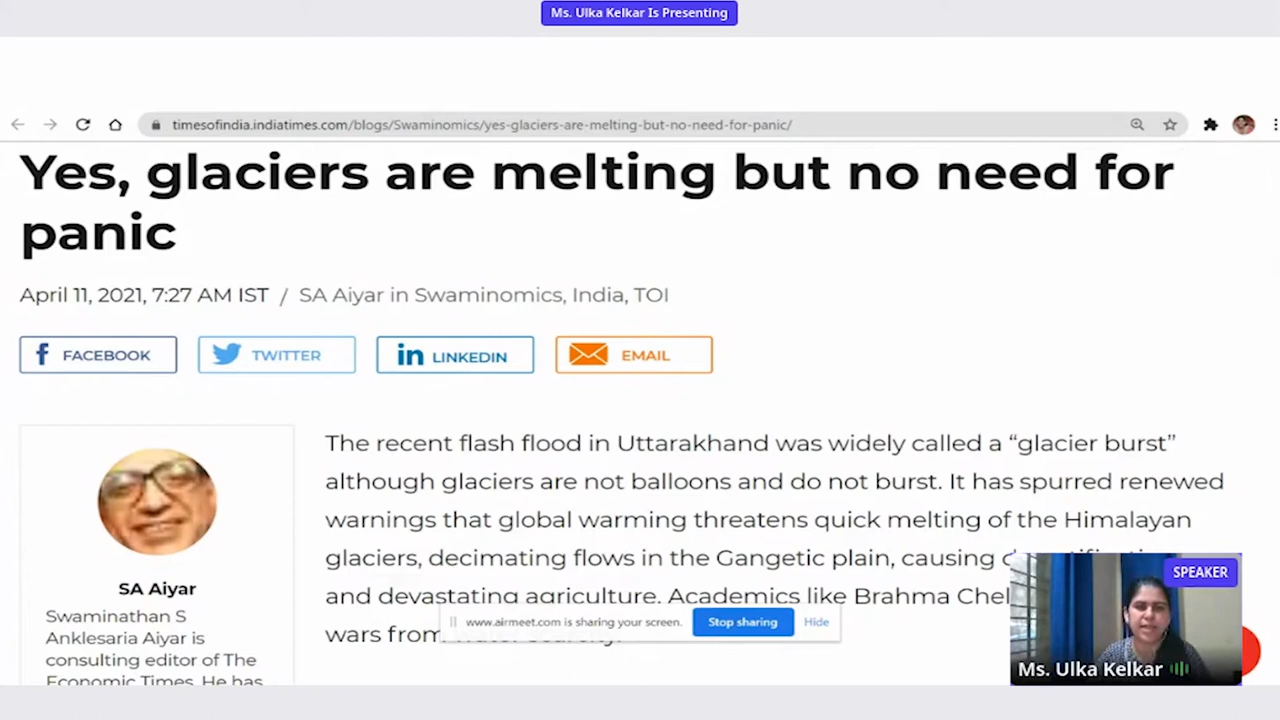 Ms. Ulka Kelkar Is Presenting
timesofindia.indiatimes.com/blogs/Swaminomics/yes-glaciers-are-melting-but-no-need-for-panic/
Yes, glaciers are melting but no need for
panic
April 11, 2021, 7:27 AM IST / SA Aiyar in Swaminomics, India, TOI
FACEBOOK
TWITTER
LINKEDIN
EMAIL
SA Aiyar
Swaminathan S
Anklesaria Aiyar is
consulting editor of The
Economic Times. He has
The recent flash flood in Uttarakhand was widely called a “glacier burst”
although glaciers are not balloons and do not burst. It has spurred renewed
warnings that global warming threatens quick melting of the Himalayan
glaciers, decimating flows in the Gangetic plain, causing
and devastating agriculture. Academics like Brahma Chel
wars from
www.airmeet.com is sharing your screen.
Stop sharing
Hide
SPEAKER
Ms. Ulka Kelkar